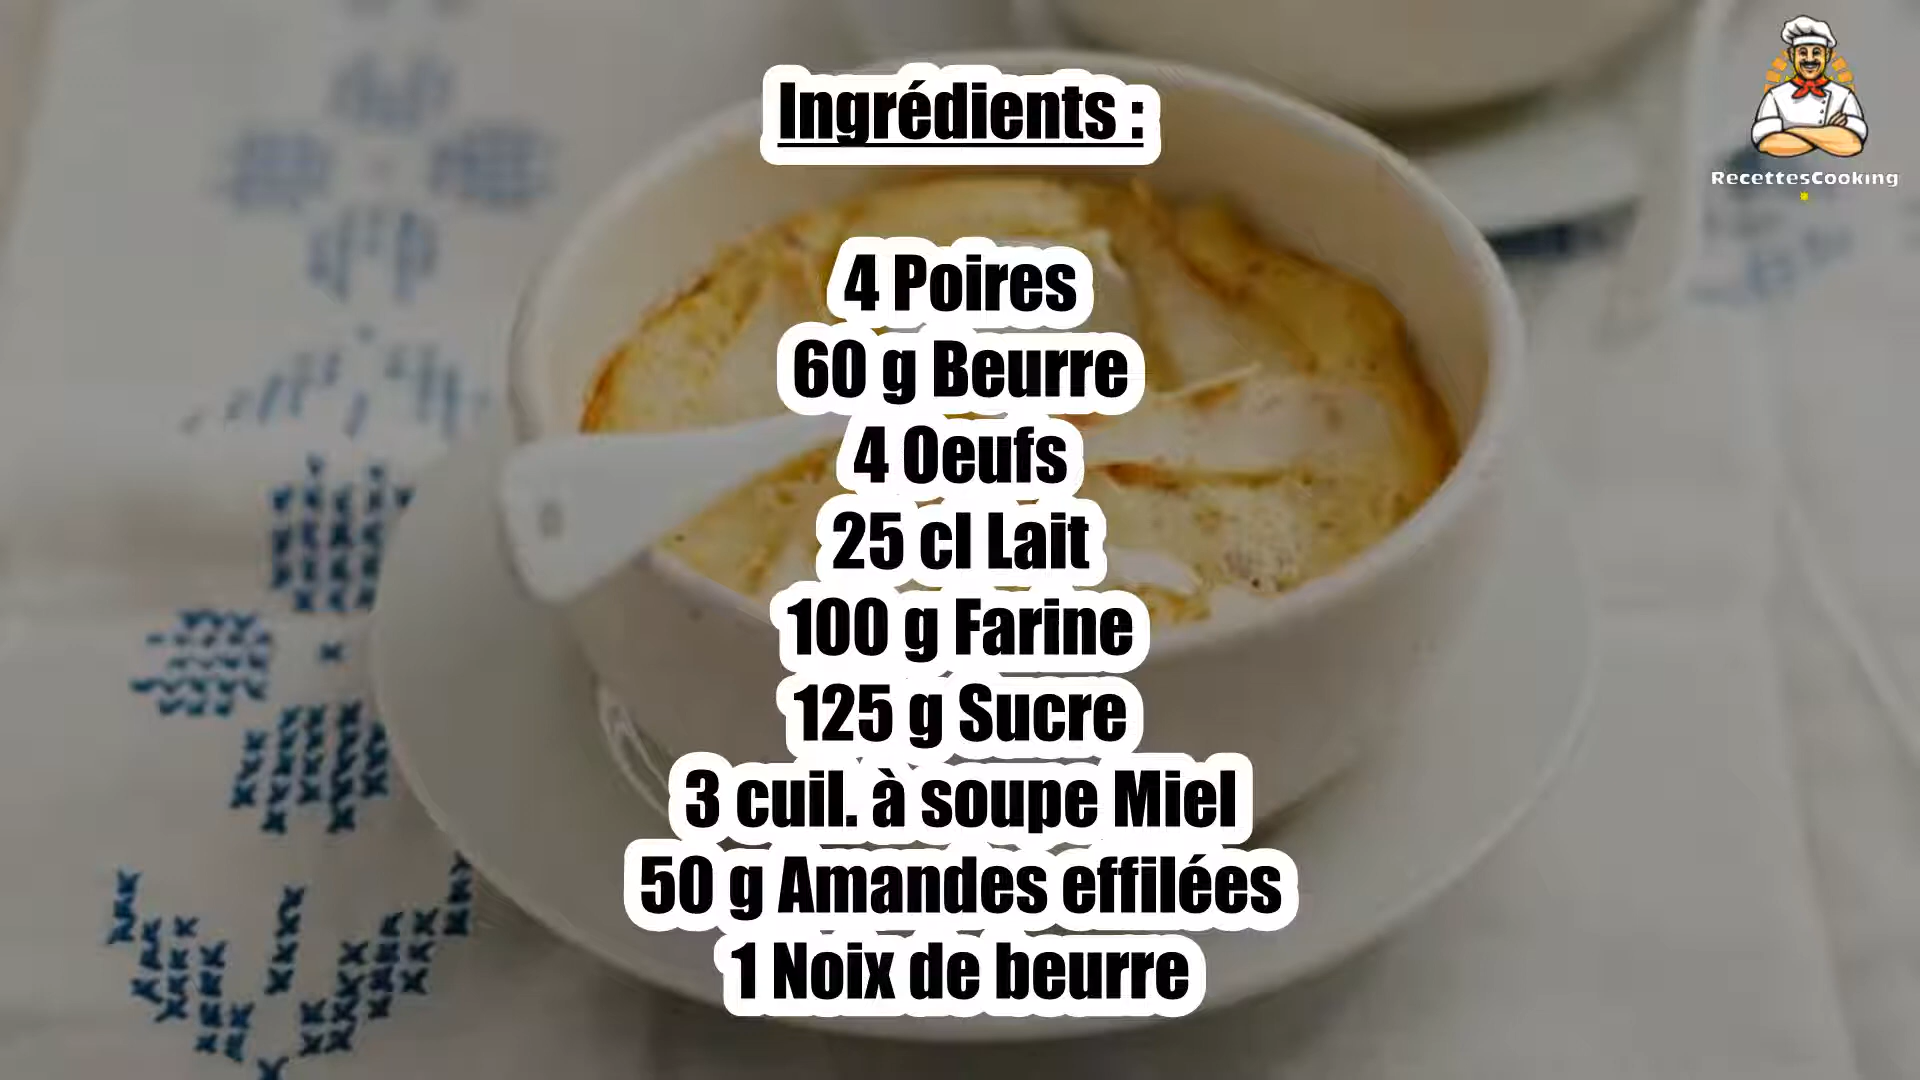 Ingrédients :
RecettesCooking
4 Poires
60 g Beurre
4 Oeufs
25 cl Lait
100 g Farine
125 g Sucre
3 cuil. à soupe Miel
50 g Amandes effilées
1 Noix de beurre